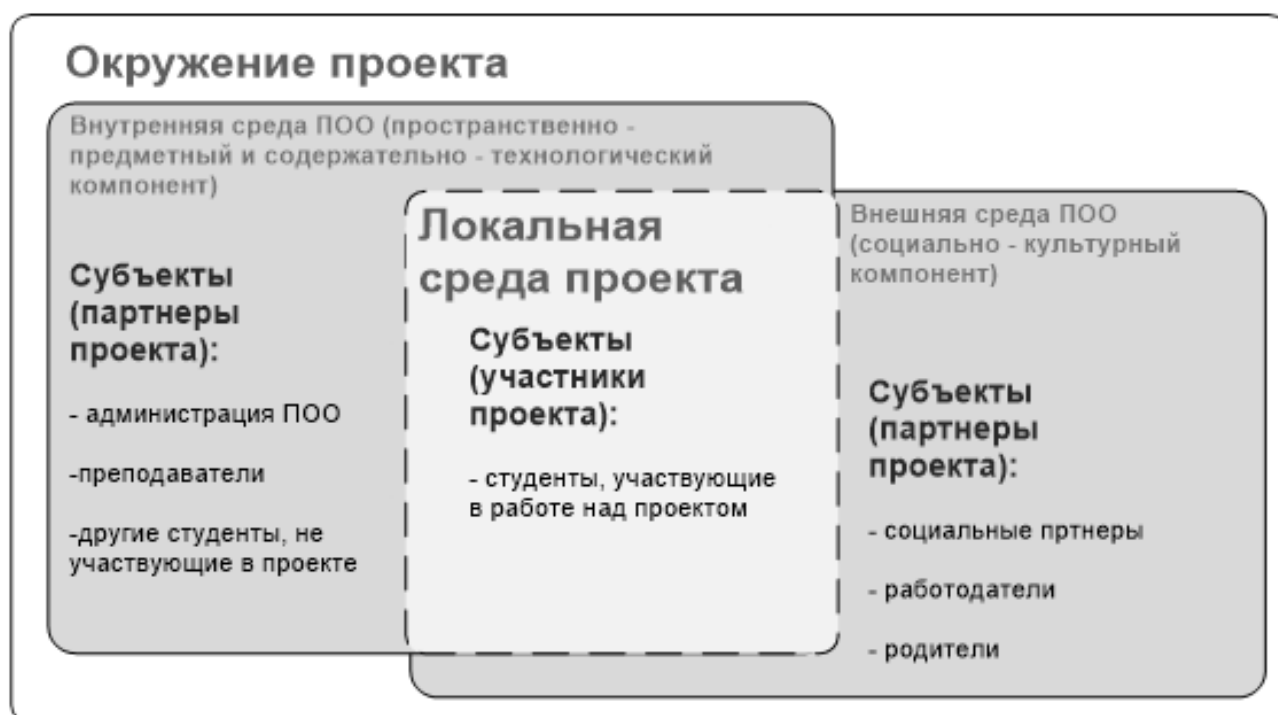 Окружение проекта
Внутренняя среда ПОО (пространственно -
предметный и содержательно - технологический
компонент)
Субъекты
(партнеры
проекта):
- администрация ПОО
-преподаватели
-другие студенты, не
участвующие в проекте
Локальная
среда проекта
Субъекты
(участники
проекта):
- студенты, участвующие
в работе над проектом
Внешняя среда ПОО
(социально - культурный
компонент)
Субъекты
(партнеры
проекта):
- социальные пртнеры
- работодатели
- родители